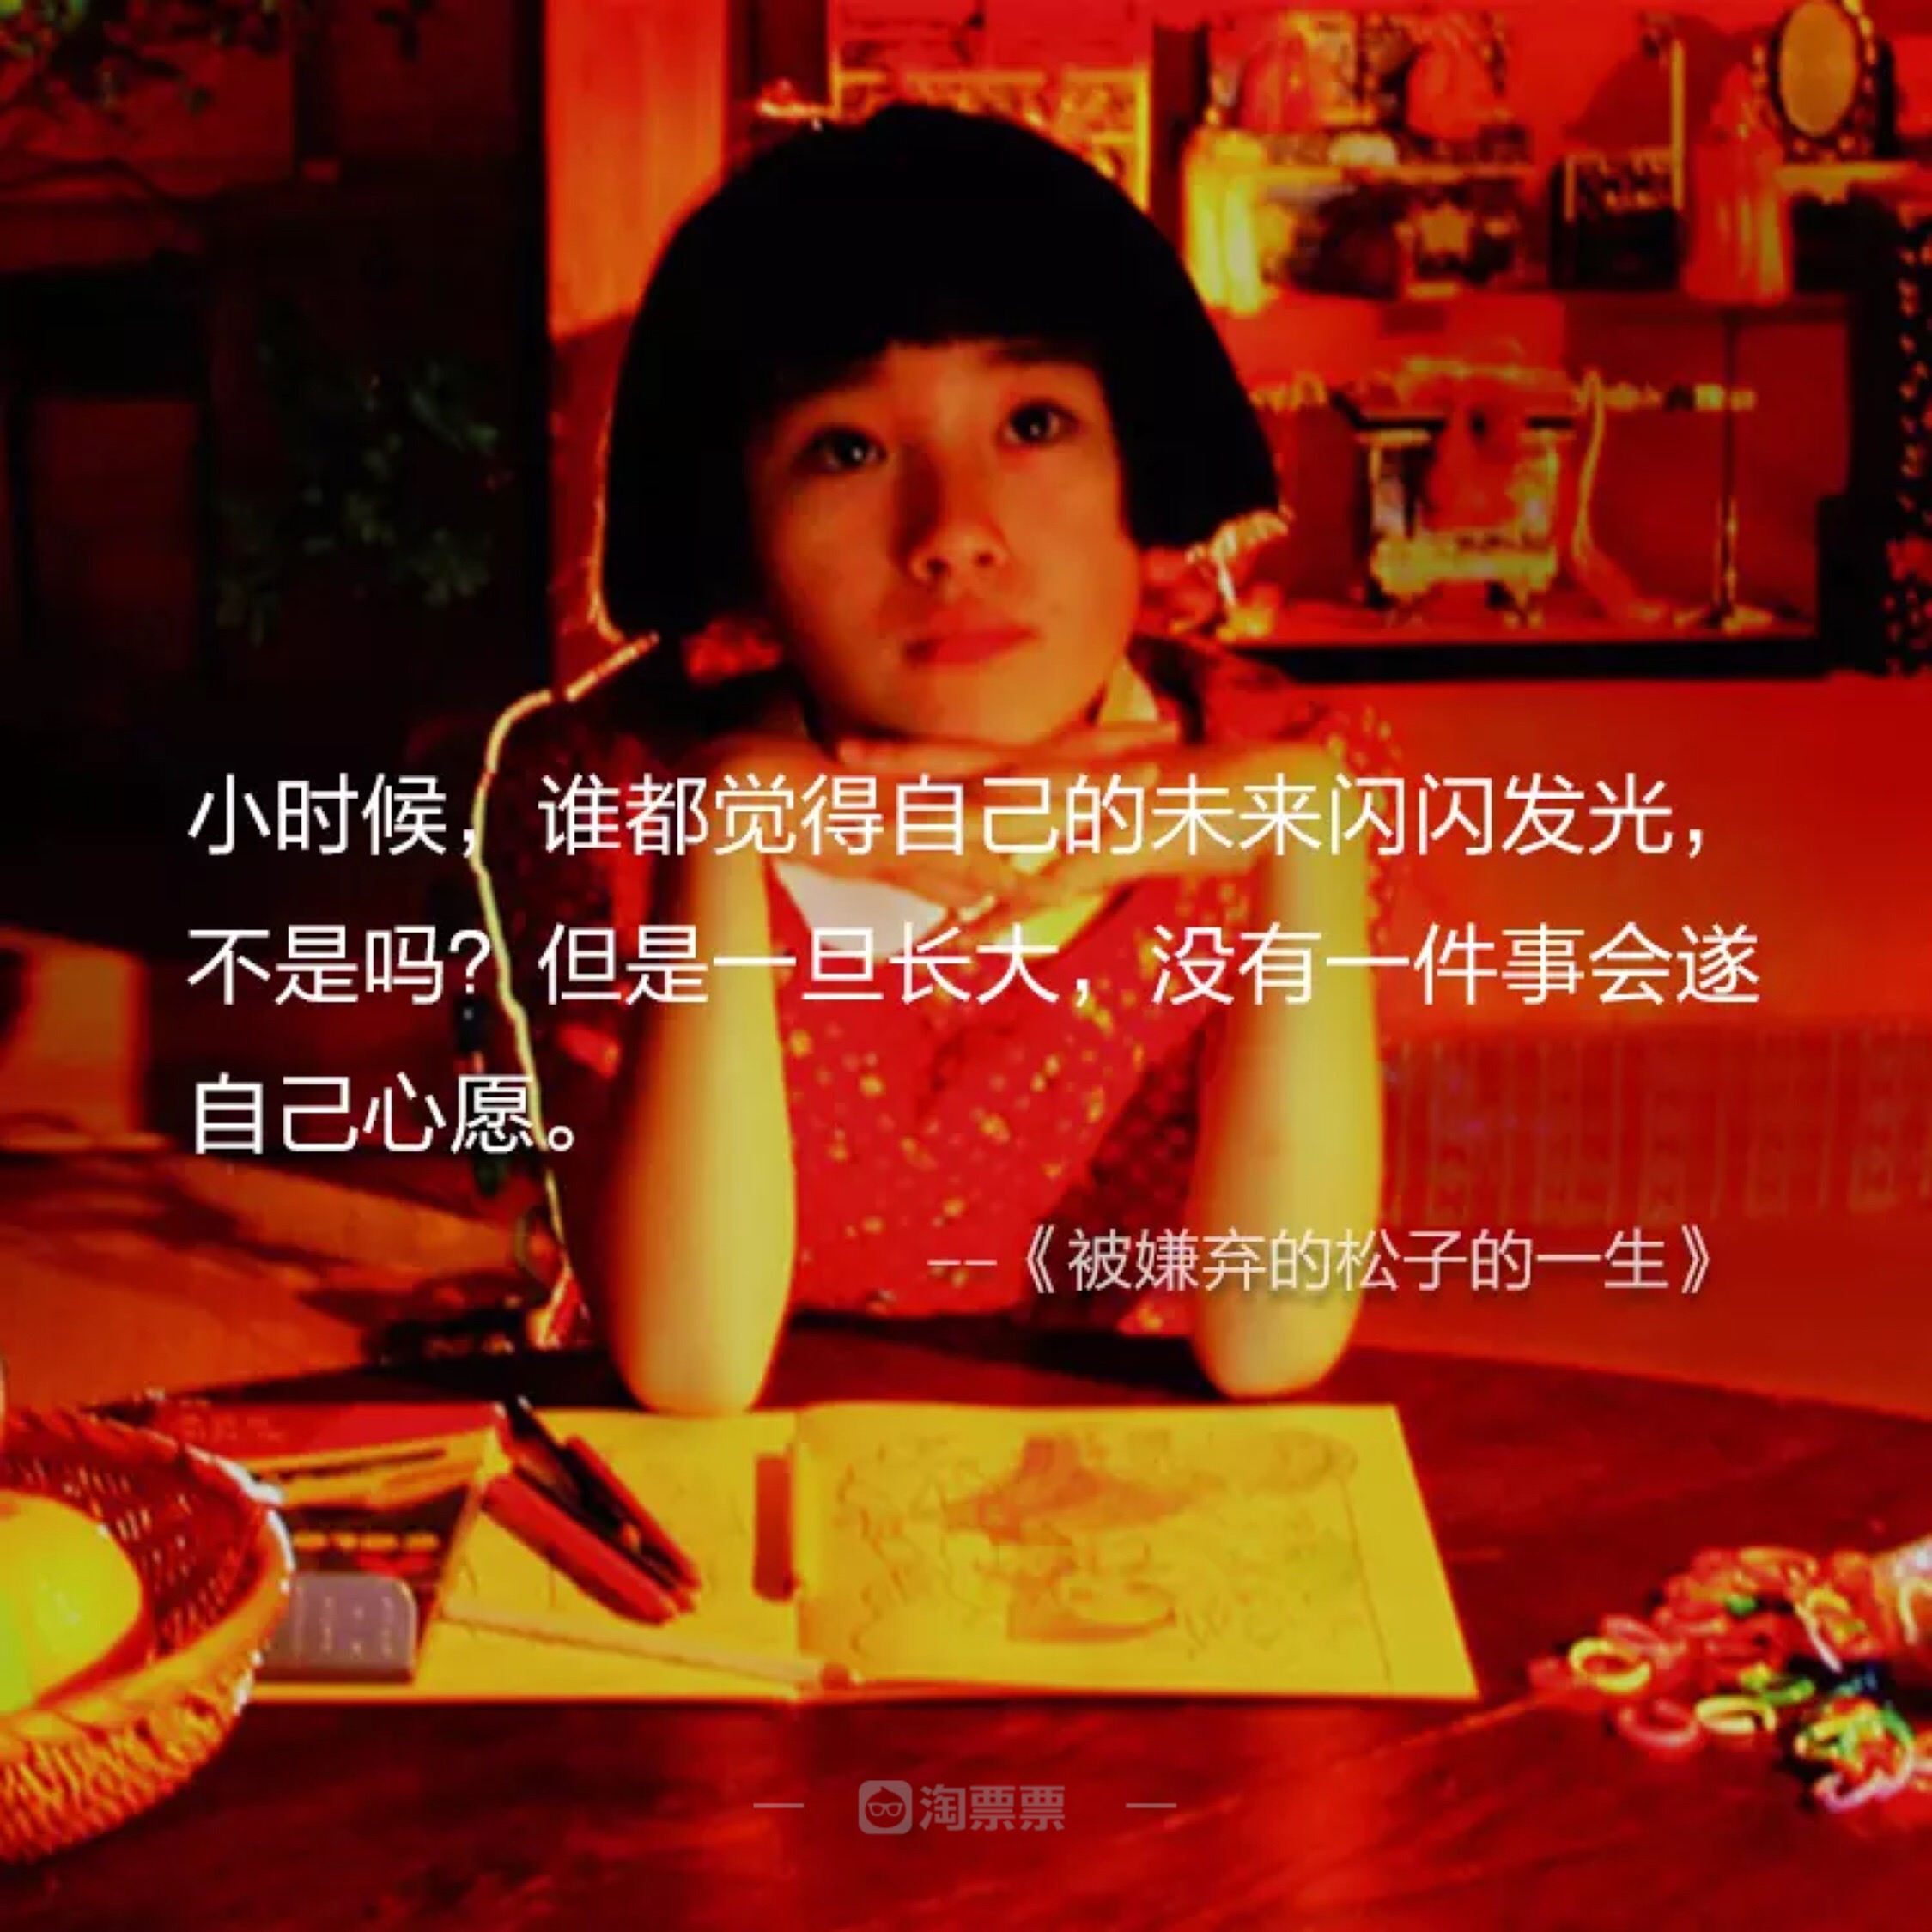 小时候，谁都觉得自己的未来闪闪发光，
不是吗？但是一旦长大，没有一件事会遂
自己心愿。
--《被嫌弃的松子的一生》
淘票票